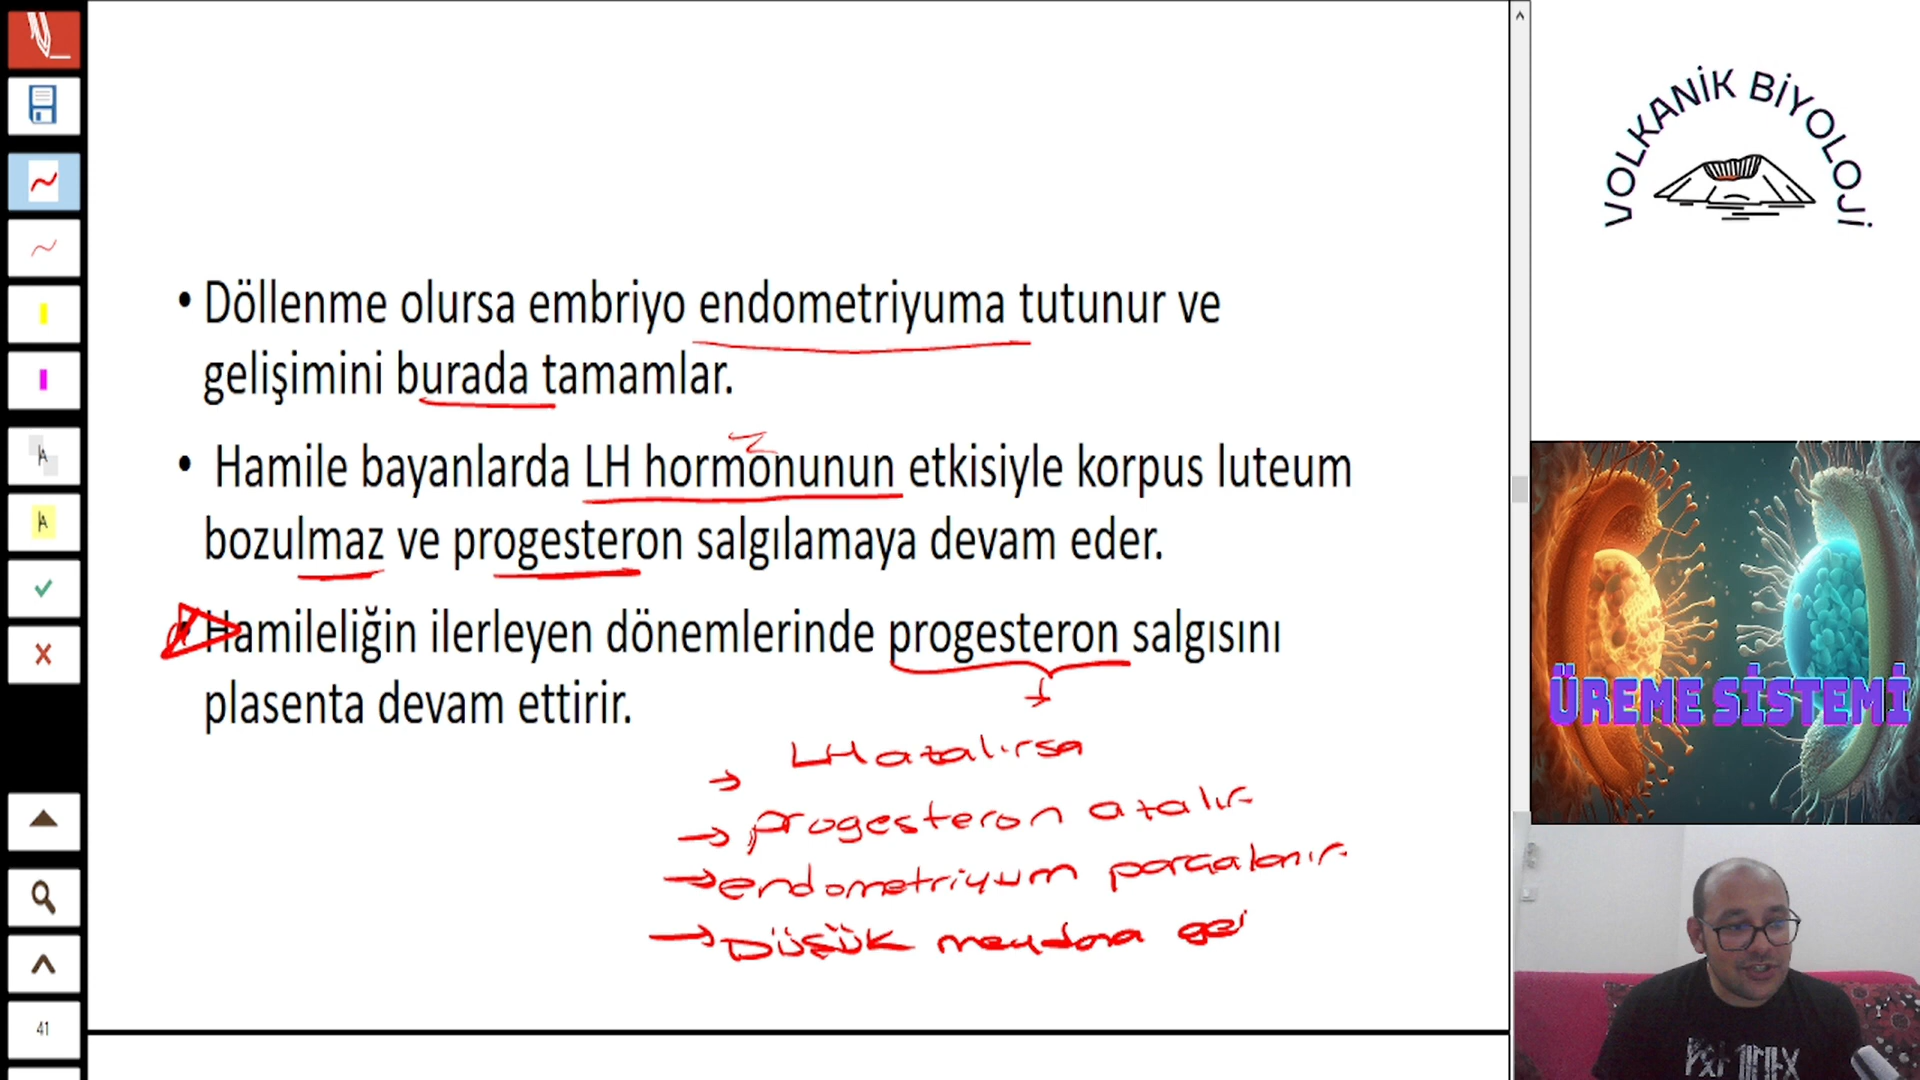 VOLKANİK BİYOLOJİ
• Döllenme olursa embriyo endometriyuma tutunur ve
gelişimini burada tamamlar.
• Hamile bayanlarda LH hormonunun etkisiyle korpus luteum
bozulmaz ve progesteron salgılamaya devam eder.
• Hamileliğin ilerleyen dönemlerinde progesteron salgısını
plasenta devam ettirir.
→ LH azalırsa
→ progesteron azalır
→ endometriyum parçalanır
→ Düşük meydana gel
ÜREME SİSTEMİ
A
A
41